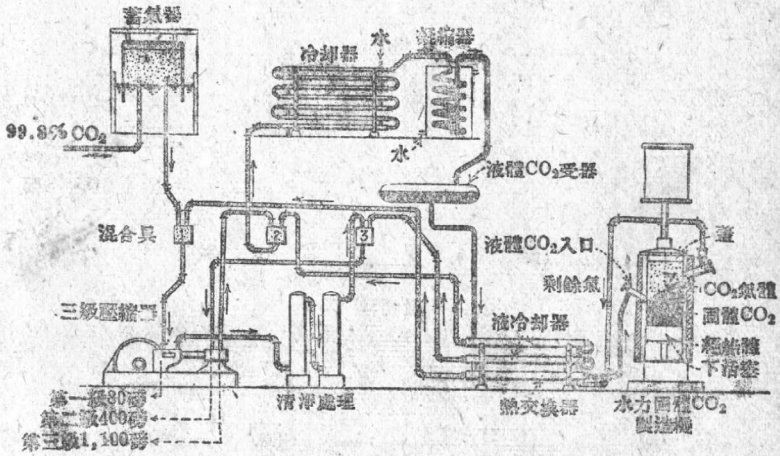 蓄氣器
99.8% CO₂
冷却器
水
凝縮器
水
液體CO₂受器
混合具
1
2
3
液體CO₂入口
蓋
剩餘氣
CO₂氣體
固體CO₂
下活塞
三級壓縮器
液冷却器
第一級80磅
第二級400磅
第三級1,100磅
清淨處理
熱交換器
水力固體CO₂
製造機